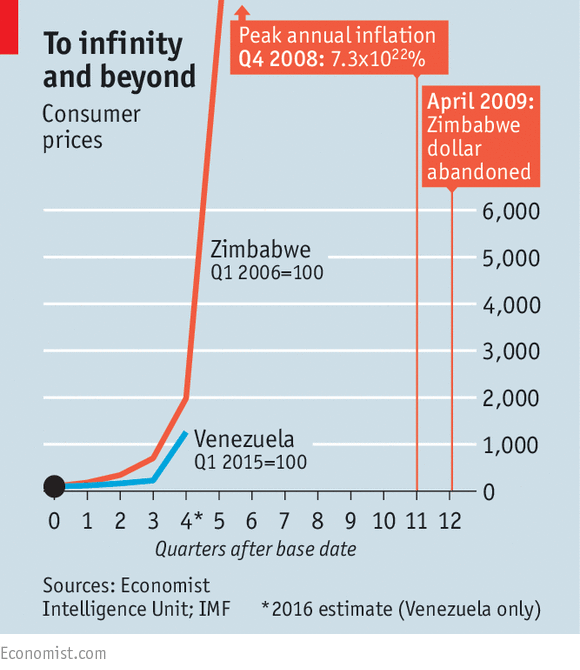 To infinity
and beyond
Consumer
prices
Peak annual inflation
Q4 2008: 7.3x10²²%
April 2009:
Zimbabwe
dollar
abandoned
6,000
5,000
4,000
3,000
2,000
1,000
0
Zimbabwe
Q1 2006=100
Venezuela
Q1 2015=100
0 1 2 3 4* 5 6 7 8 9 10 11 12
Quarters after base date
Sources: Economist
Intelligence Unit; IMF
*2016 estimate (Venezuela only)
Economist.com